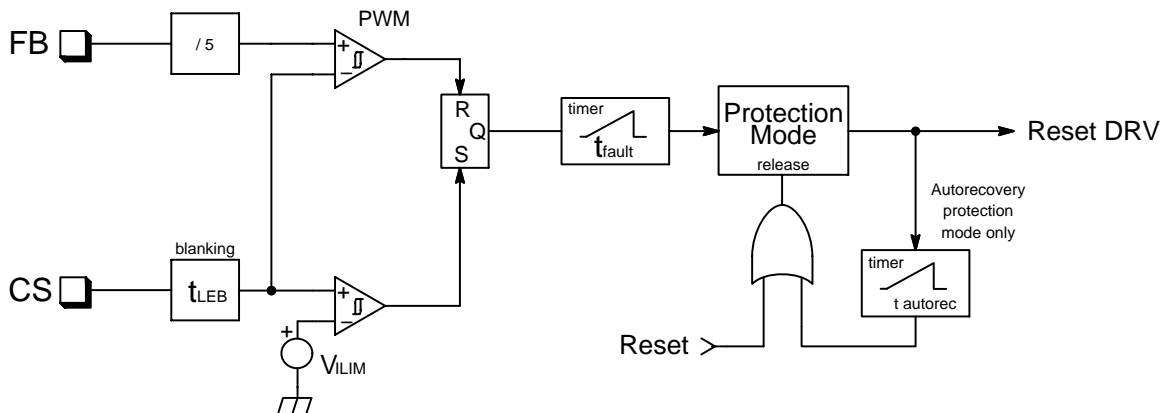 FB
/ 5
PWM
+
−
R
S
Q
timer
tfault
Protection
Mode
release
Reset DRV
Autorecovery
protection
mode only
timer
t autorec
CS
blanking
tLEB
+
−
+
VILIM
Reset